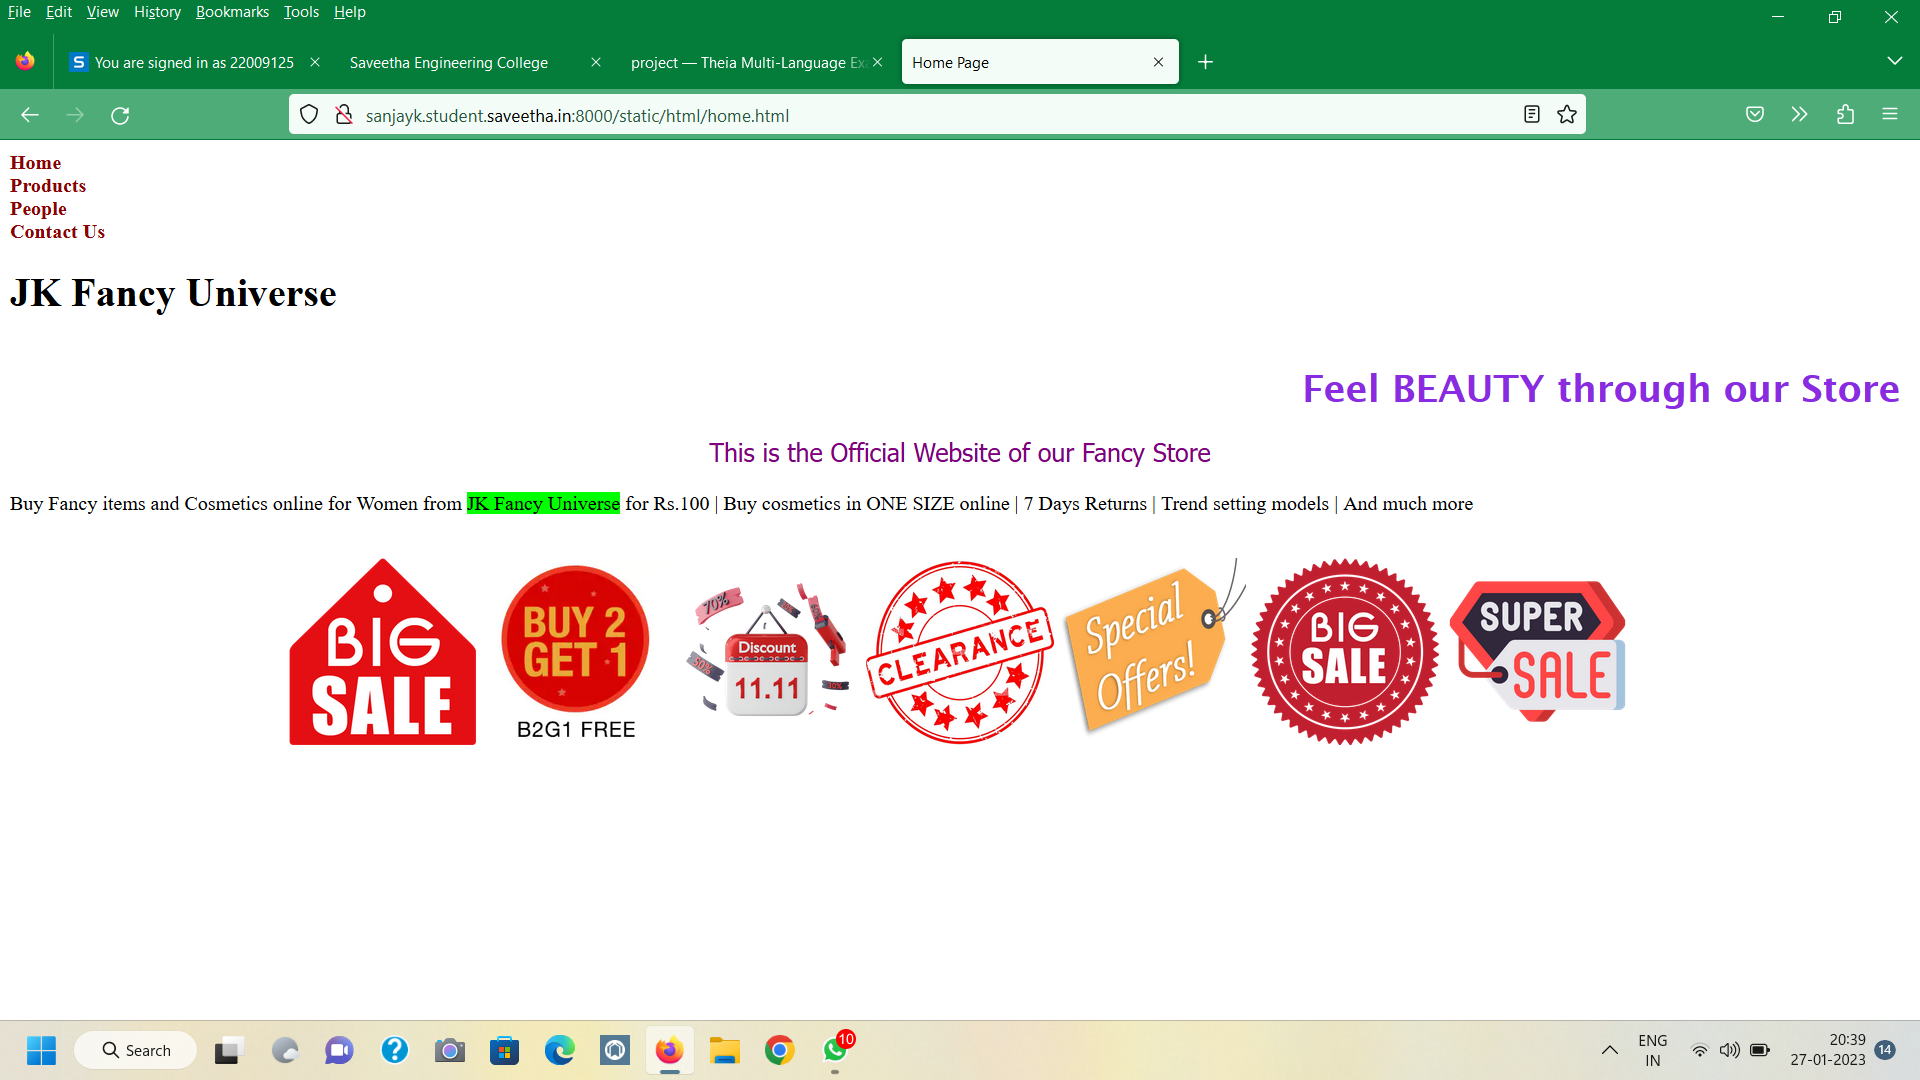 File Edit View History Bookmarks Tools Help
You are signed in as 22009125
Saveetha Engineering College
project — Theia Multi-Language Ex
Home Page
sanjayk.student.saveetha.in:8000/static/html/home.html
Home
Products
People
Contact Us
JK Fancy Universe
Feel BEAUTY through our Store
This is the Official Website of our Fancy Store
Buy Fancy items and Cosmetics online for Women from JK Fancy Universe for Rs.100 | Buy cosmetics in ONE SIZE online | 7 Days Returns | Trend setting models | And much more
BIG
SALE
BUY 2
GET 1
B2G1 FREE
70%
50%
Discount
11.11
CLEARANCE
Special
Offers!
BIG
SALE
SUPER
SALE
Search
10
ENG
IN
20:39
27-01-2023
14